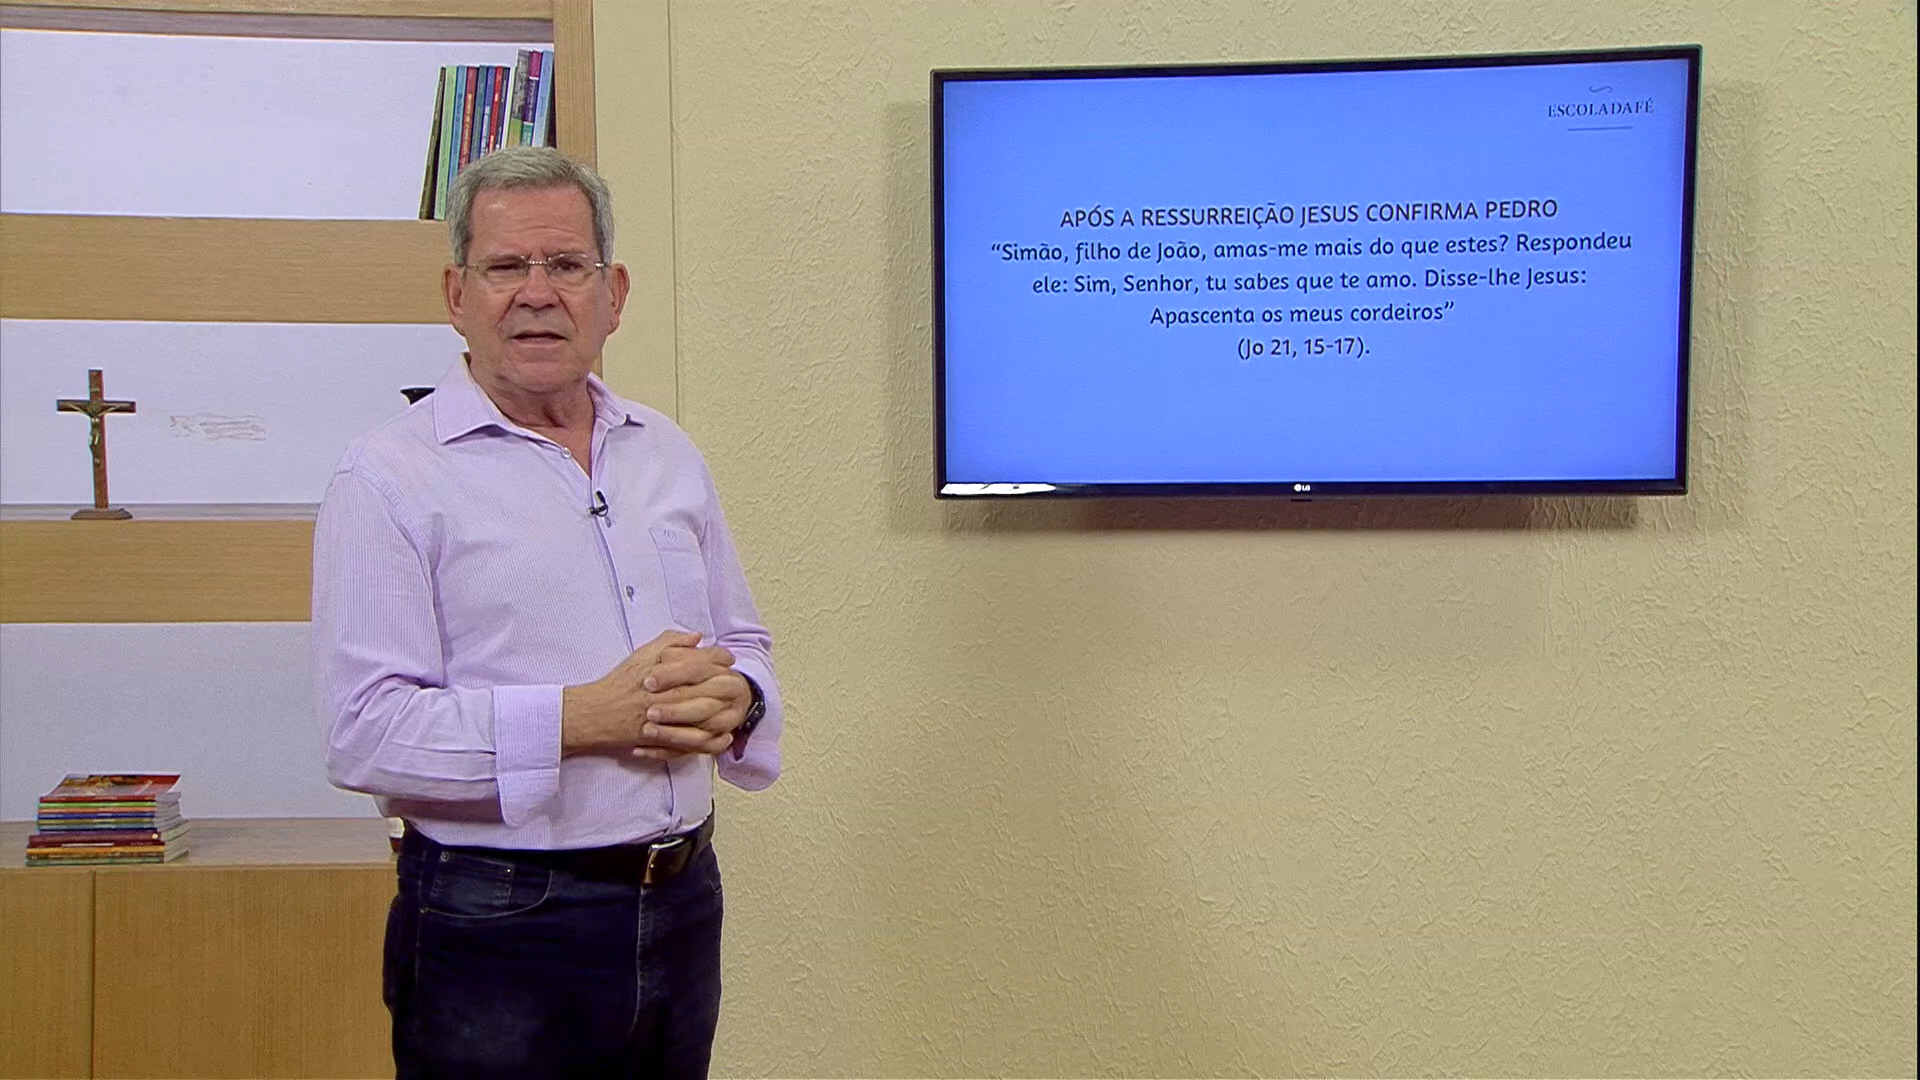 ESCOLADAFÉ
APÓS A RESSURREIÇÃO JESUS CONFIRMA PEDRO
“Simão, filho de João, amas-me mais do que estes? Respondeu
ele: Sim, Senhor, tu sabes que te amo. Disse-lhe Jesus:
Apascenta os meus cordeiros”
(Jo 21, 15-17).
LG